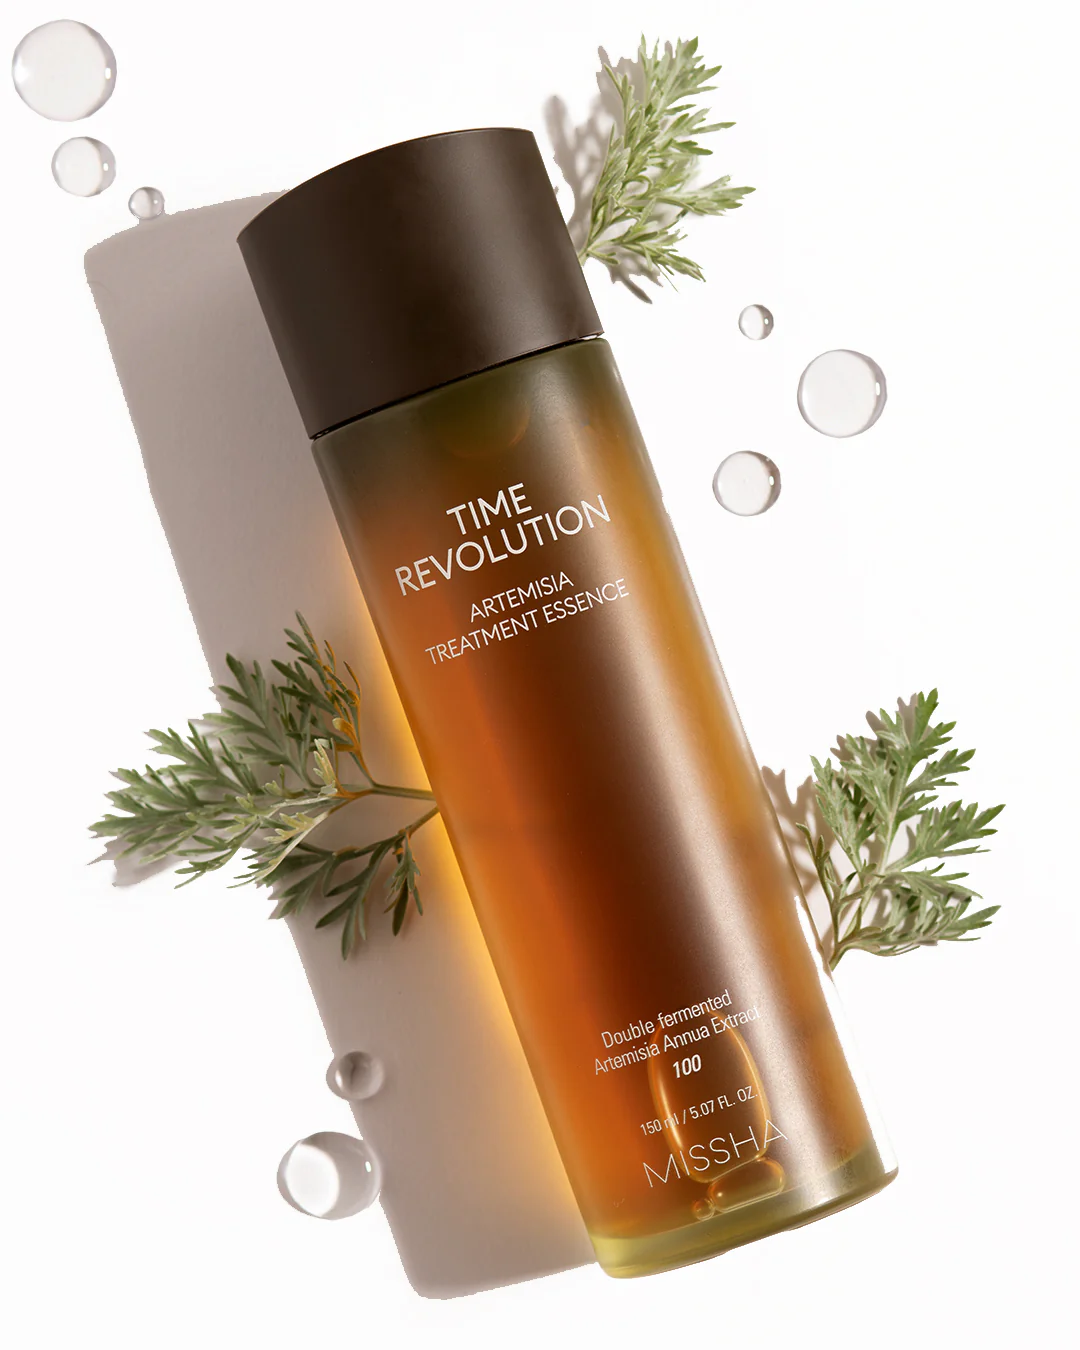 TIME
REVOLUTION
ARTEMISIA
TREATMENT ESSENCE
Double fermented
Artemisia Annua Extract
100
150 ml / 5.07 FL. OZ.
MISSHA